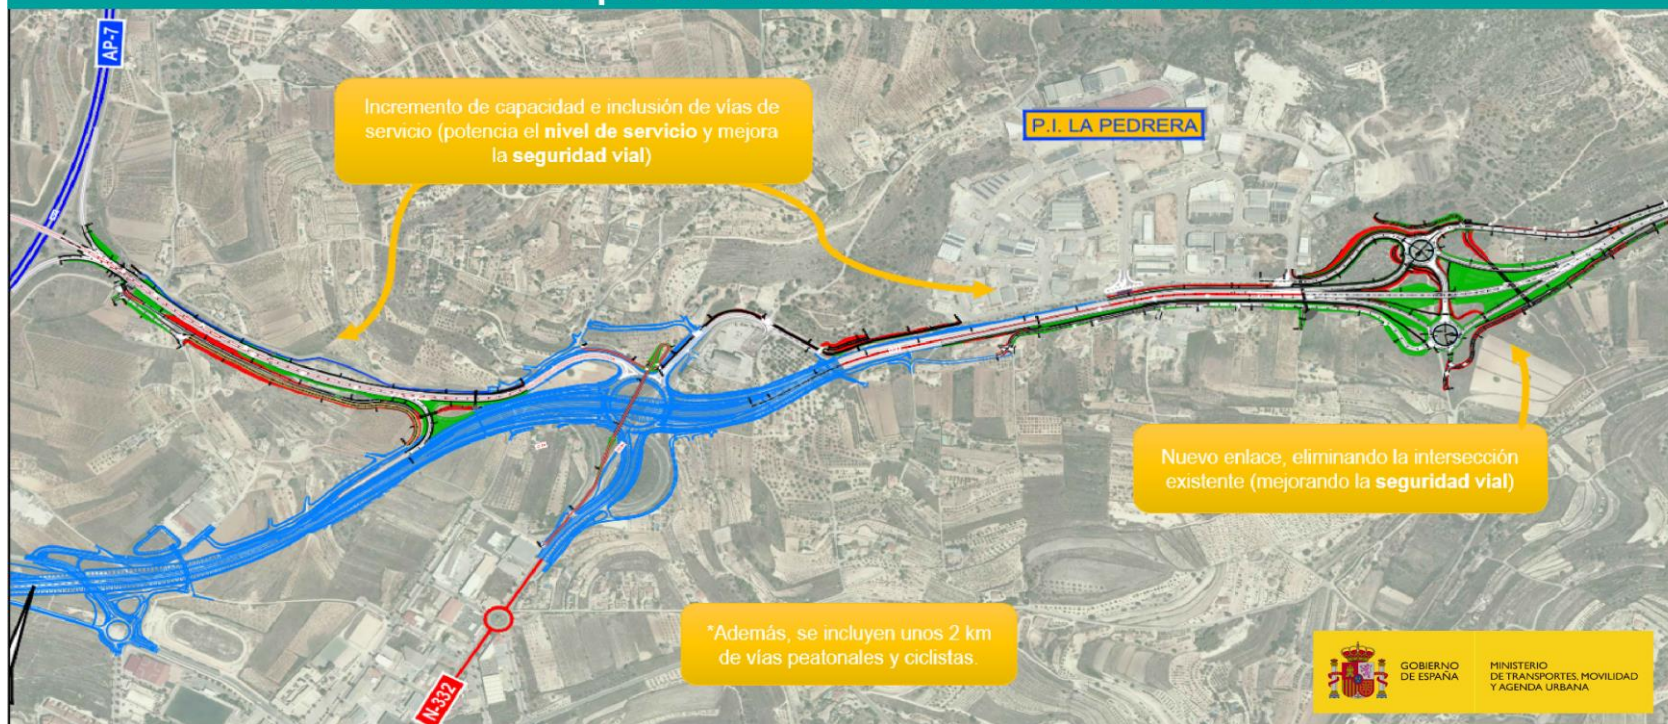 AP-7
Incremento de capacidad e inclusión de vías de
servicio (potencia el nivel de servicio y mejora
la seguridad vial)
P.I. LA PEDRERA
Nuevo enlace, eliminando la intersección
existente (mejorando la seguridad vial)
*Además, se incluyen unos 2 km
de vías peatonales y ciclistas.
N-332
GOBIERNO
DE ESPAÑA
MINISTERIO
DE TRANSPORTES, MOVILIDAD
Y AGENDA URBANA